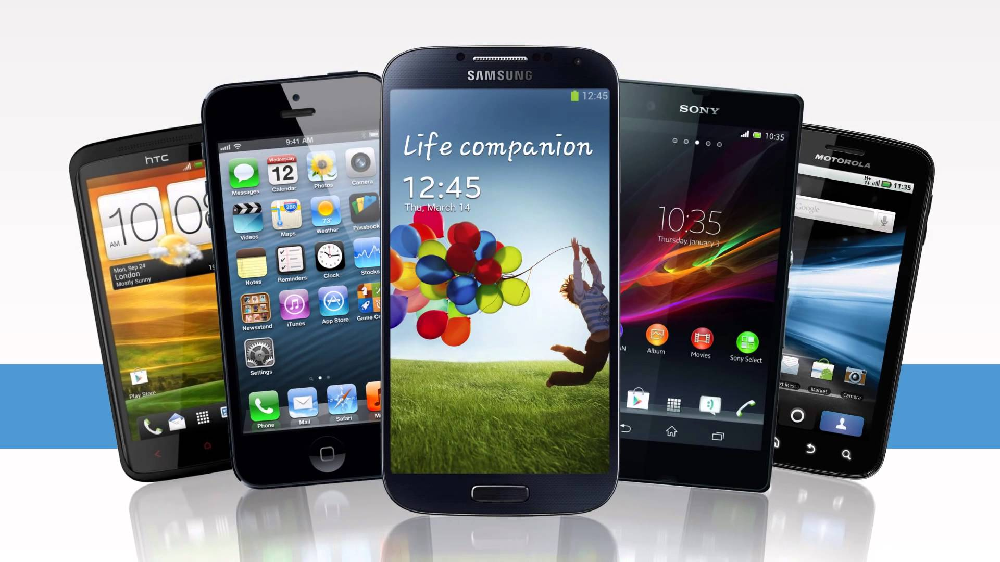 hTC
10 08
AM
Mon, Sep 24
London
Mostly Sunny
Play Store
9:41 AM
Wednesday
12
Messages Calendar Photos Camera
280
73°
Videos Maps Weather Passbook
Notes Reminders Clock Stocks
Newsstand iTunes App Store Game Ce
Settings
Phone Mail Safari
SAMSUNG
12:45
Life companion
12:45
Thu, March 14
SONY
10:35
10:35
Thursday, January 3
Album Movies Sony Select
MOTOROLA
H+
11:35
Google
xt Messa Market Camera